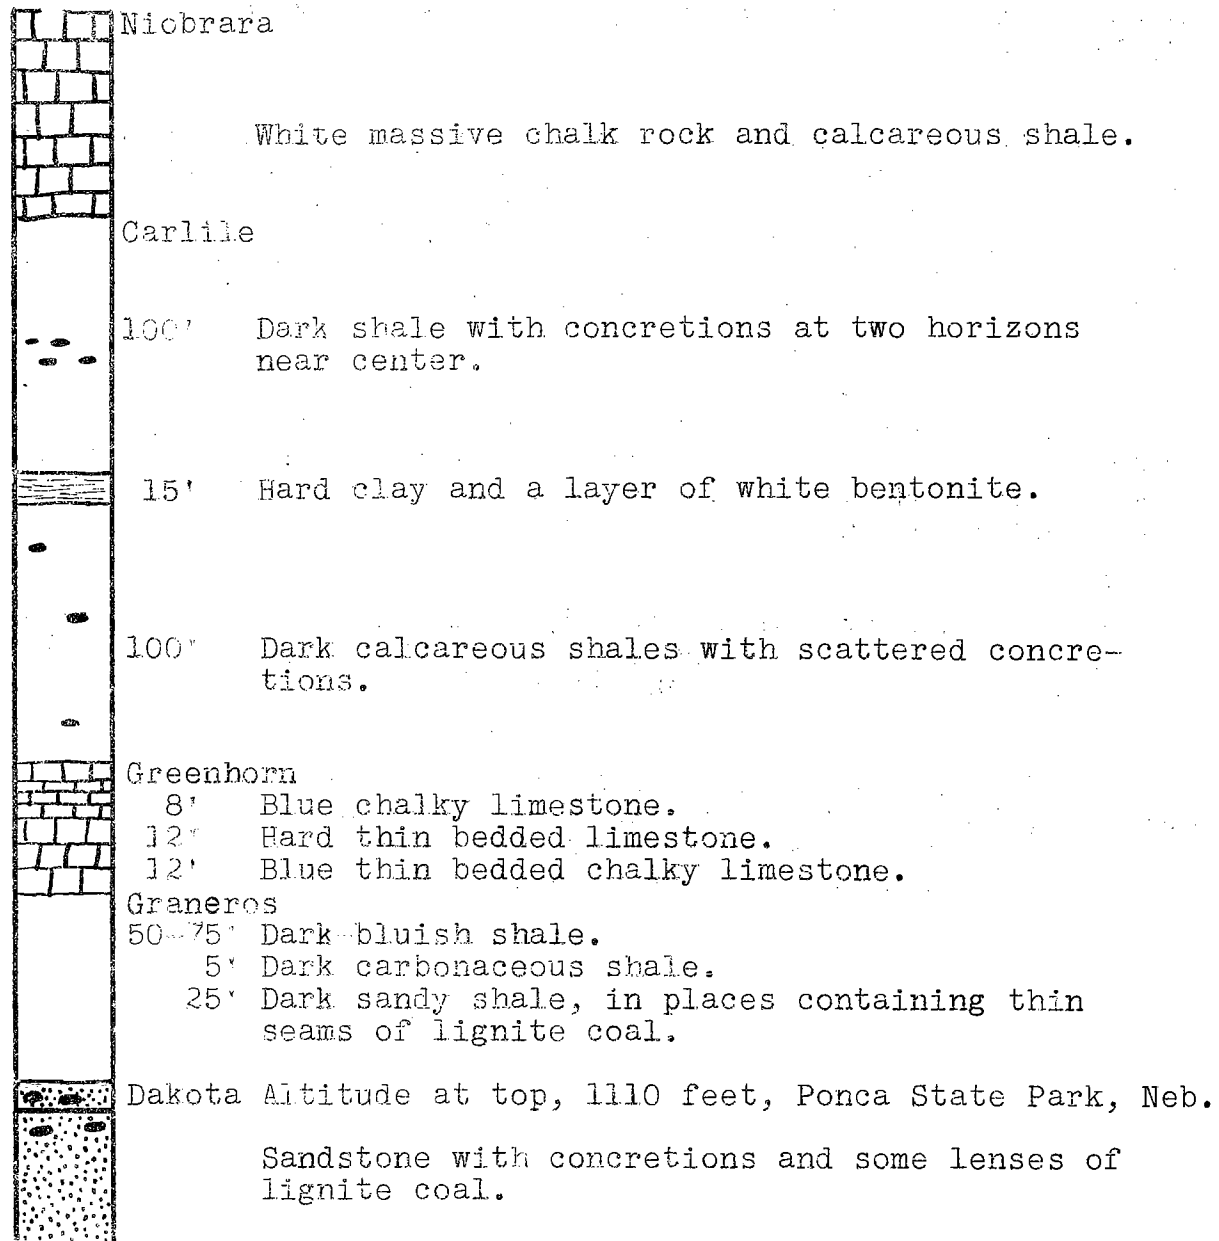 Niobrara
White massive chalk rock and calcareous shale.
Carlile
100' Dark shale with concretions at two horizons
near center.
15' Hard clay and a layer of white bentonite.
100' Dark calcareous shales with scattered concre-
tions.
Greenhorn
8' Blue chalky limestone.
12' Hard thin bedded limestone.
12' Blue thin bedded chalky limestone.
Graneros
50-75' Dark bluish shale.
5' Dark carbonaceous shale.
25' Dark sandy shale, in places containing thin
seams of lignite coal.
Dakota Altitude at top, 1110 feet, Ponca State Park, Neb.
Sandstone with concretions and some lenses of
lignite coal.